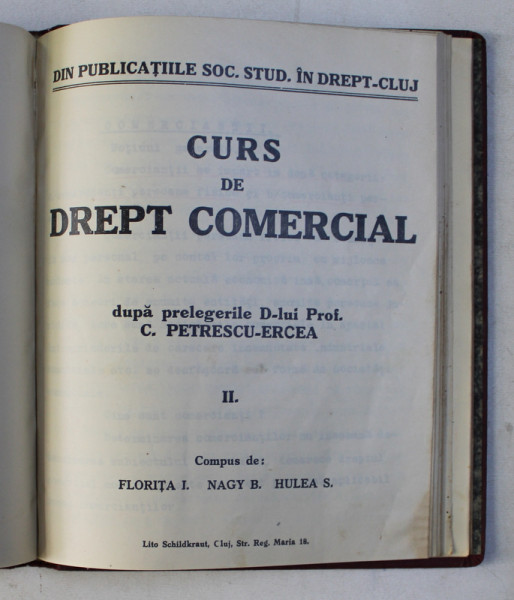 DIN PUBLICAȚIILE SOC. STUD. ÎN DREPT-CLUJ
CURS
DE
DREPT COMERCIAL
după prelegerile D-lui Prof.
C. PETRESCU-ERCEA
II.
Compus de:
FLORIȚA I. NAGY B. HULEA S.
Lito Schildkraut, Cluj, Str. Reg. Maria 18.